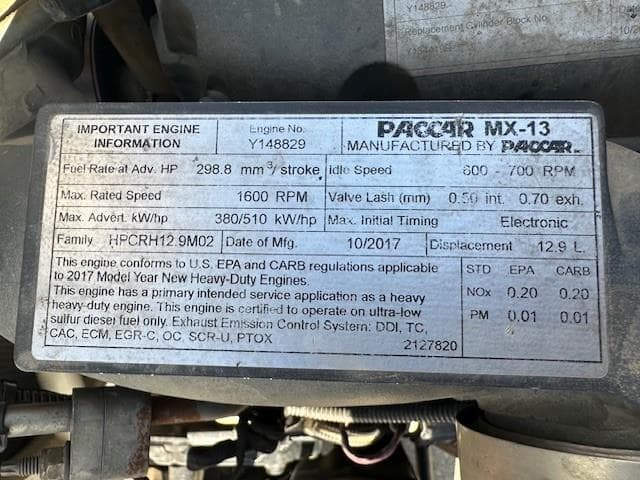 Y148829
Replacement Cylinder Block No.
IMPORTANT ENGINE INFORMATION
Engine No. Y148829
PACCAR MX-13
MANUFACTURED BY PACCAR INC
Fuel Rate at Adv. HP 298.8 mm³/stroke
Idle Speed 600 - 700 RPM
Max. Rated Speed 1600 RPM
Valve Lash (mm) 0.50 int. 0.70 exh.
Max. Advert. kW/hp 380/510 kW/hp
Max. Initial Timing Electronic
Family HPCRH12.9M02
Date of Mfg. 10/2017
Displacement 12.9 L.
This engine conforms to U.S. EPA and CARB regulations applicable
to 2017 Model Year New Heavy-Duty Engines.
This engine has a primary intended service application as a heavy
heavy-duty engine. This engine is certified to operate on ultra-low
sulfur diesel fuel only. Exhaust Emission Control System: DDI, TC,
CAC, ECM, EGR-C, OC, SCR-U, PTOX
2127820
STD EPA CARB
NOx 0.20 0.20
PM 0.01 0.01